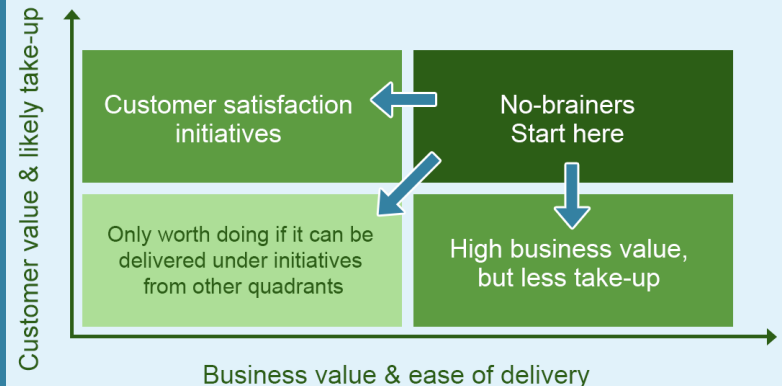 Customer value & likely take-up
Customer satisfaction
initiatives
No-brainers
Start here
Only worth doing if it can be
delivered under initiatives
from other quadrants
High business value,
but less take-up
Business value & ease of delivery